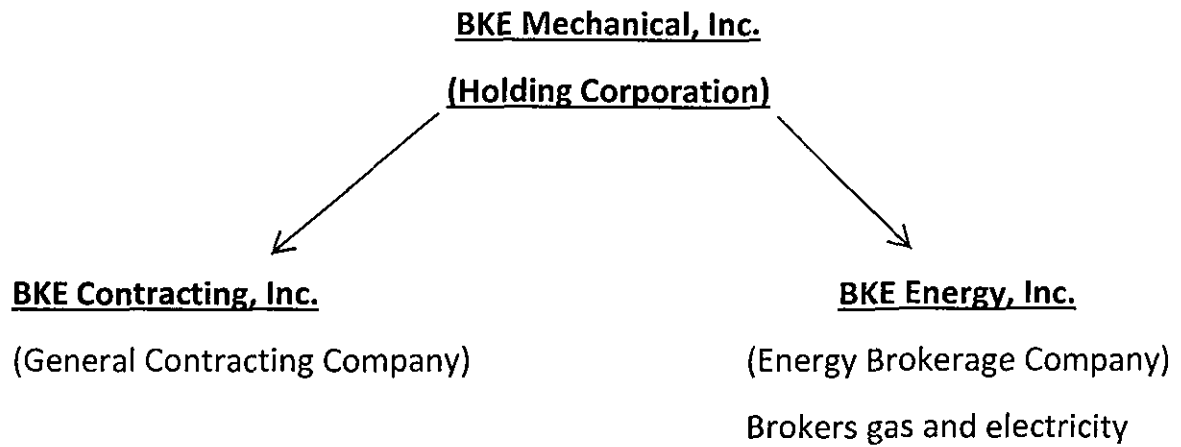 BKE Mechanical, Inc.
(Holding Corporation)
BKE Contracting, Inc.
(General Contracting Company)
BKE Energy, Inc.
(Energy Brokerage Company)
Brokers gas and electricity